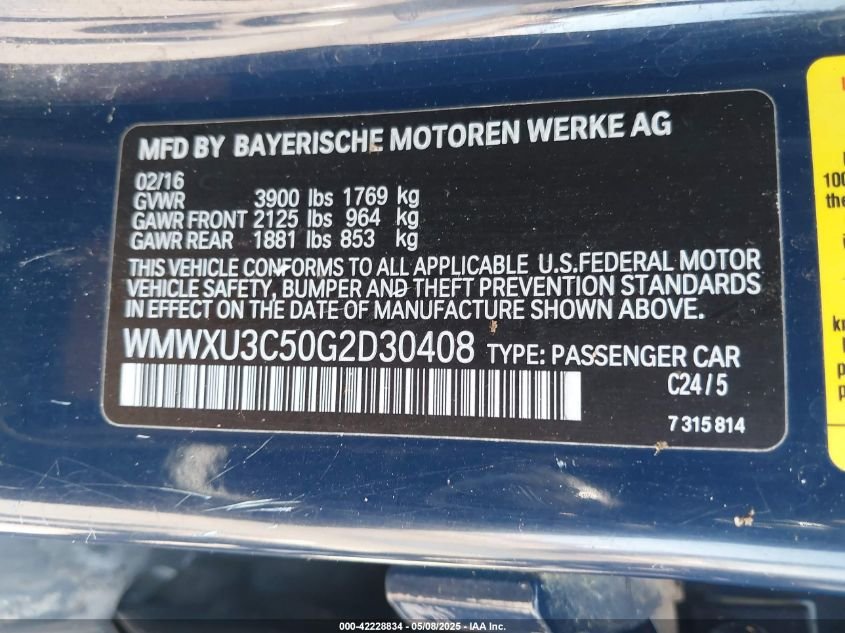 MFD BY BAYERISCHE MOTOREN WERKE AG
02/16
GVWR 3900 lbs 1769 kg
GAWR FRONT 2125 lbs 964 kg
GAWR REAR 1881 lbs 853 kg
THIS VEHICLE CONFORMS TO ALL APPLICABLE U.S.FEDERAL MOTOR
VEHICLE SAFETY, BUMPER AND THEFT PREVENTION STANDARDS
IN EFFECT ON THE DATE OF MANUFACTURE SHOWN ABOVE.
WMWXU3C50G2D30408 TYPE: PASSENGER CAR
C24/5
7 315 814
100
the
000-42228834 - 05/08/2025 - IAA Inc.